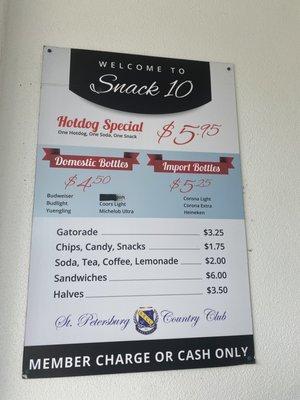 WELCOME TO
Snack 10
Hotdog Special
One Hotdog, One Soda, One Snack
$5.95
Domestic Bottles
$4.50
Budweiser
Budlight
Yuengling
Coors Light
Michelob Ultra
Import Bottles
$5.25
Corona Light
Corona Extra
Heineken
Gatorade $3.25
Chips, Candy, Snacks $1.75
Soda, Tea, Coffee, Lemonade $2.00
Sandwiches $6.00
Halves $3.50
St. Petersburg Country Club
MEMBER CHARGE OR CASH ONLY